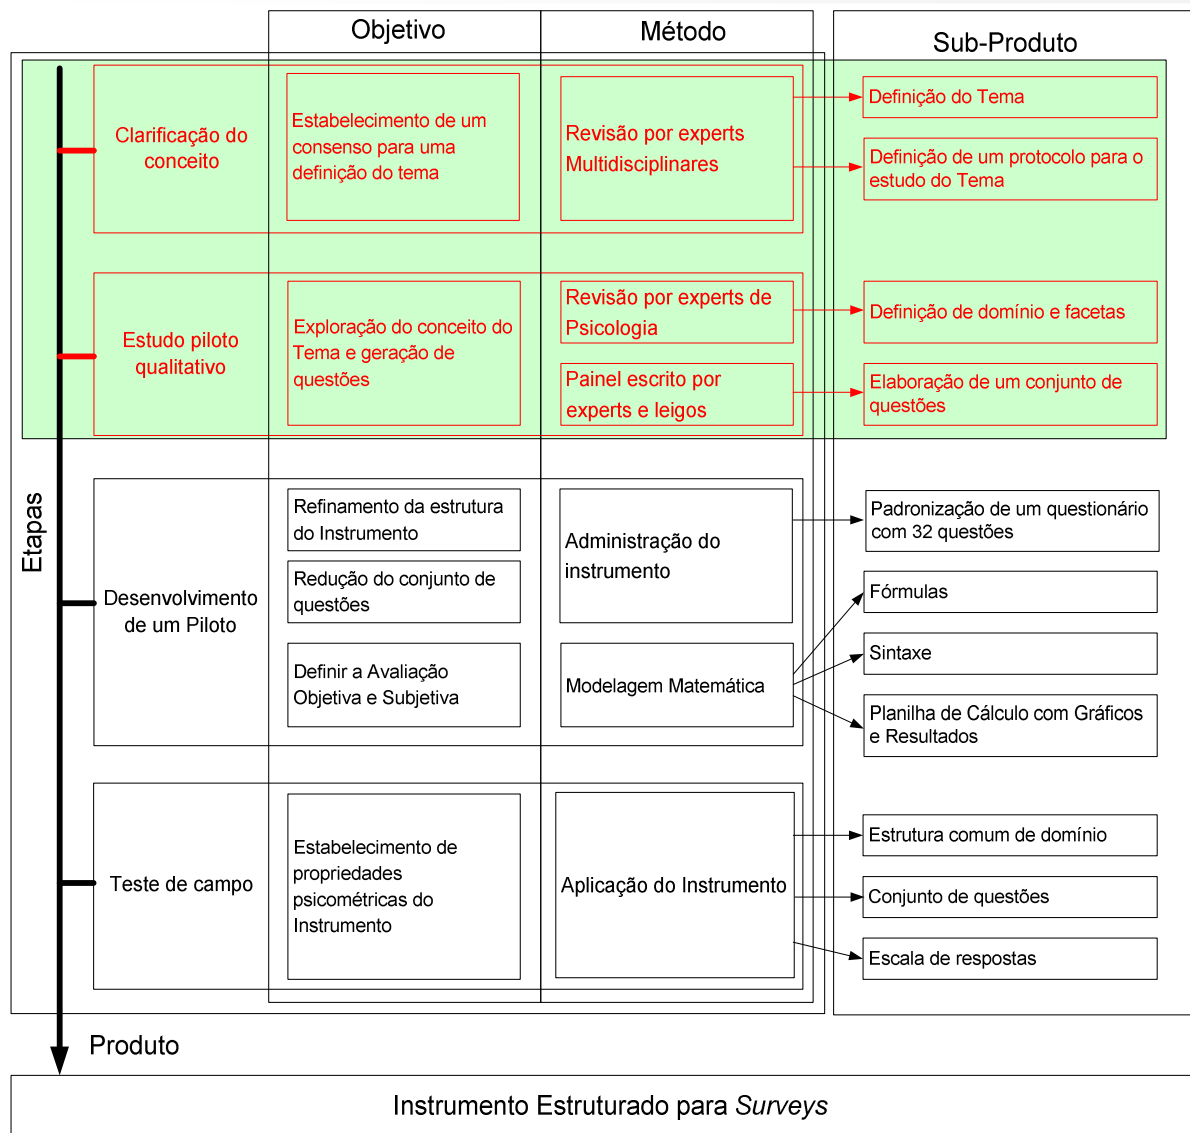 Objetivo
Método
Sub-Produto
Etapas
Clarificação do
conceito
Estabelecimento de um
consenso para uma
definição do tema
Revisão por experts
Multidisciplinares
Definição do Tema
Definição de um protocolo para o
estudo do Tema
Estudo piloto
qualitativo
Exploração do conceito do
Tema e geração de
questões
Revisão por experts de
Psicologia
Painel escrito por
experts e leigos
Definição de domínio e facetas
Elaboração de um conjunto de
questões
Desenvolvimento
de um Piloto
Refinamento da estrutura
do Instrumento
Redução do conjunto de
questões
Definir a Avaliação
Objetiva e Subjetiva
Administração do
instrumento
Modelagem Matemática
Padronização de um questionário
com 32 questões
Fórmulas
Sintaxe
Planilha de Cálculo com Gráficos
e Resultados
Teste de campo
Estabelecimento de
propriedades
psicométricas do
Instrumento
Aplicação do Instrumento
Estrutura comum de domínio
Conjunto de questões
Escala de respostas
Produto
Instrumento Estruturado para Surveys